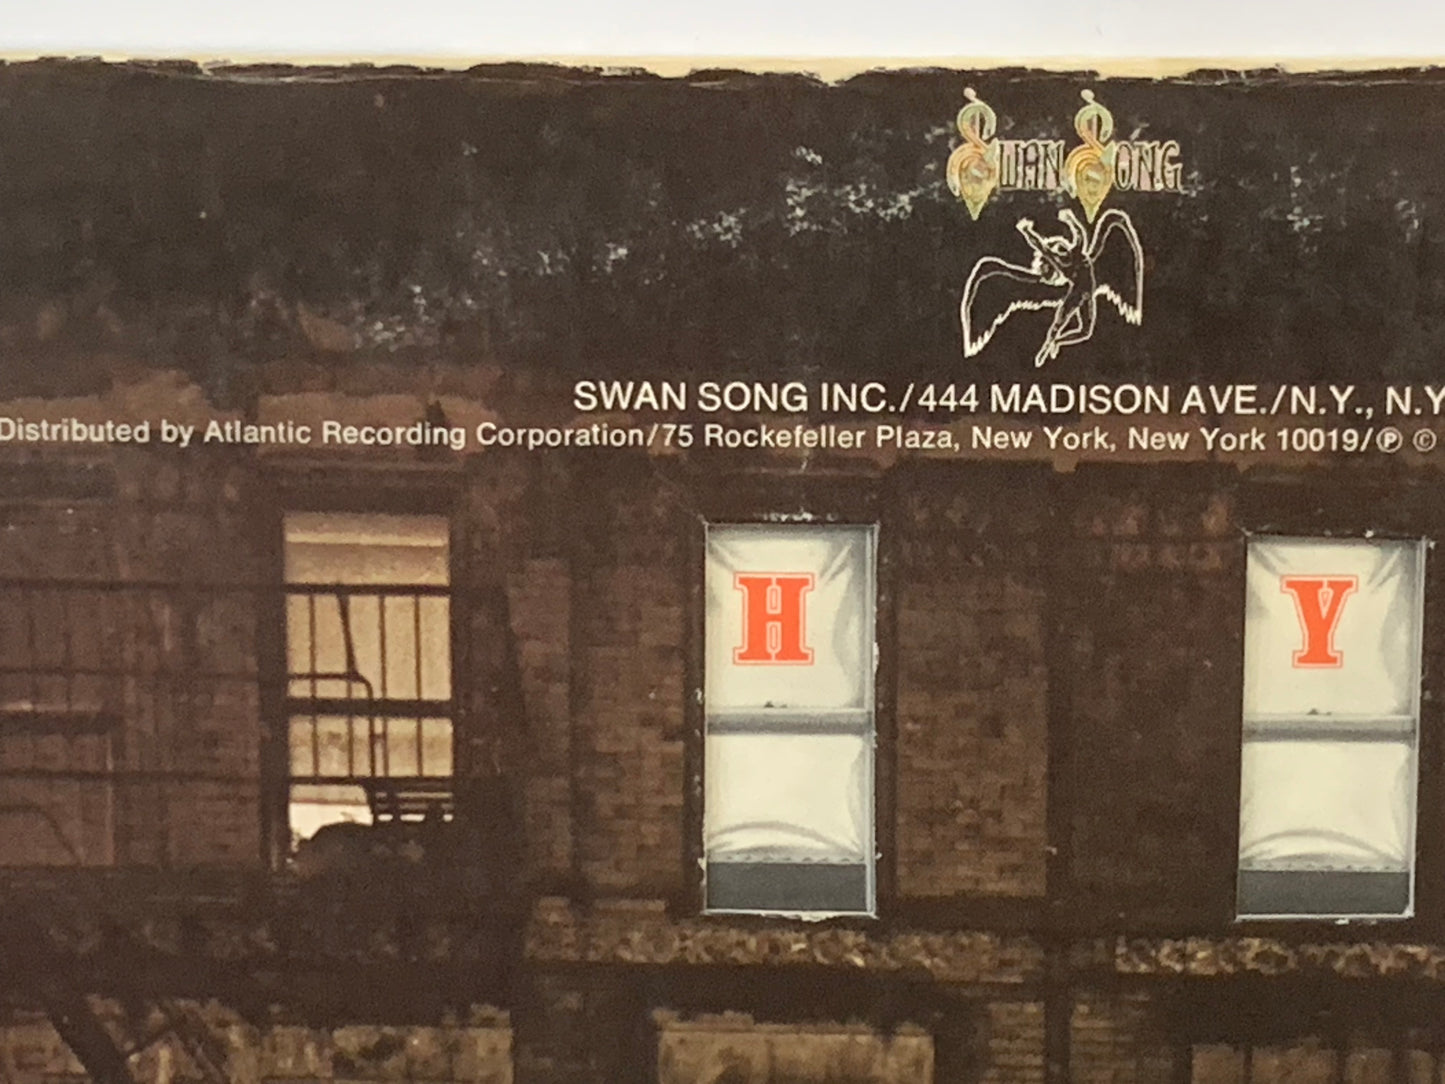 SWAN SONG
SWAN SONG INC./444 MADISON AVE./N.Y., N.Y
Distributed by Atlantic Recording Corporation/75 Rockefeller Plaza, New York, New York 10019/℗ ©
H Y